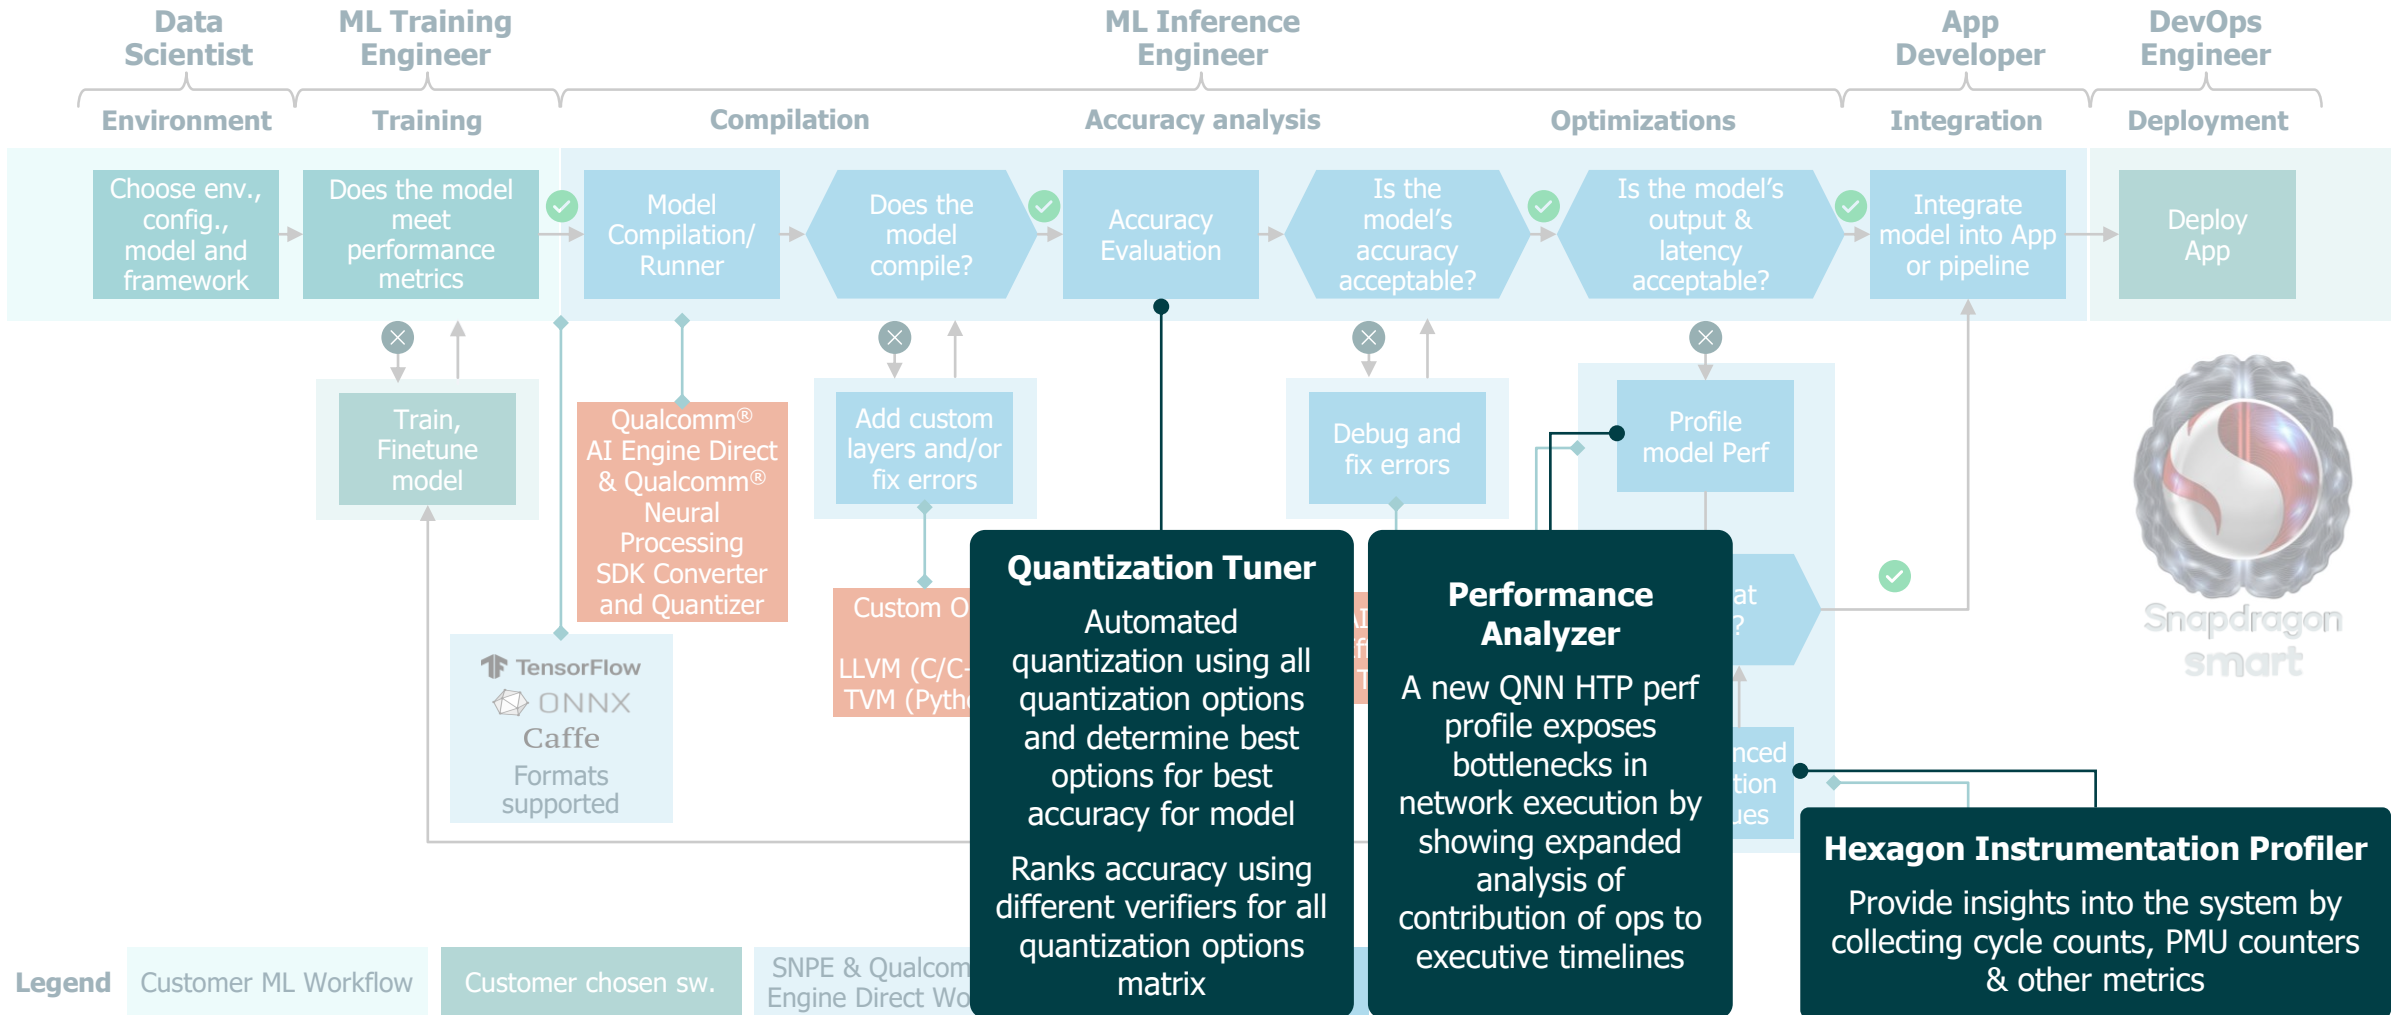 Data
Scientist
ML Training
Engineer
ML Inference
Engineer
App
Developer
DevOps
Engineer
Environment
Training
Compilation
Accuracy analysis
Optimizations
Integration
Deployment
Choose env.,
config.,
model and
framework
Does the model
meet
performance
metrics
Model
Compilation/
Runner
Does the
model
compile?
Accuracy
Evaluation
Is the
model's
accuracy
acceptable?
Is the model's
output &
latency
acceptable?
Integrate
model into App
or pipeline
Deploy
App
Train,
Finetune
model
Qualcomm®
AI Engine Direct
& Qualcomm®
Neural
Processing
SDK Converter
and Quantizer
Add custom
layers and/or
fix errors
Debug and
fix errors
Profile
model Perf
Custom
LLVM
TVM
TensorFlow
ONNX
Caffe
Formats
supported
Quantization Tuner
Automated
quantization using all
quantization options
and determine best
options for best
accuracy for model
Ranks accuracy using
different verifiers for all
quantization options
matrix
Performance
Analyzer
A new QNN HTP perf
profile exposes
bottlenecks in
network execution by
showing expanded
analysis of
contribution of ops to
executive timelines
Hexagon Instrumentation Profiler
Provide insights into the system by
collecting cycle counts, PMU counters
& other metrics
Snapdragon
smart
Legend
Customer ML Workflow
Customer chosen sw.
SNPE &
Engine Direct